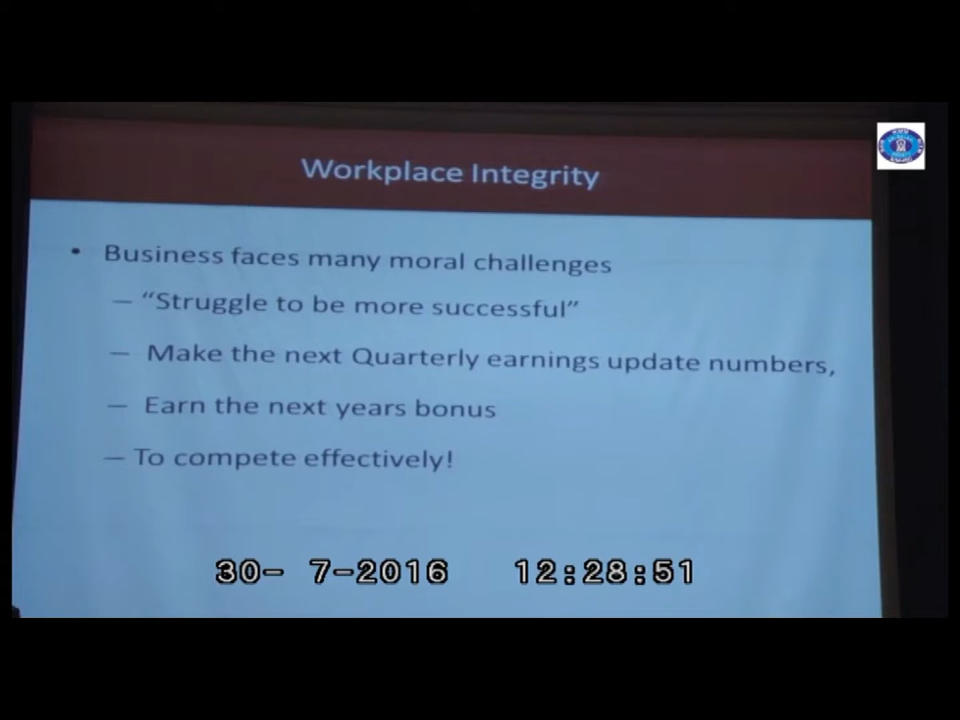 Workplace Integrity
• Business faces many moral challenges
– “Struggle to be more successful”
– Make the next Quarterly earnings update numbers,
– Earn the next years bonus
– To compete effectively!
30- 7-2016 12:28:51